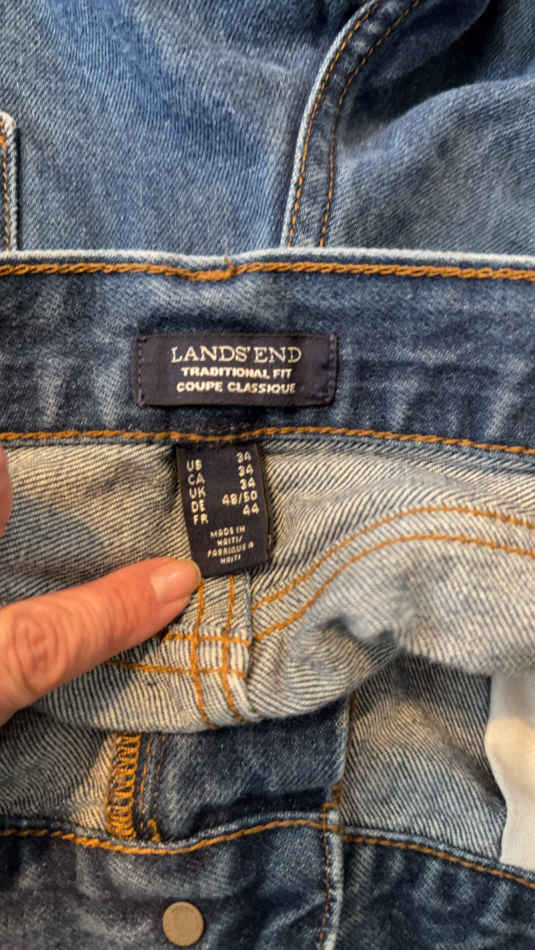 LANDS' END
TRADITIONAL FIT
COUPE CLASSIQUE
US 34
CA 34
UK 34
DE 48/50
FR 44
MADE IN
HAITI/
FABRIQUÉ À
HAITI